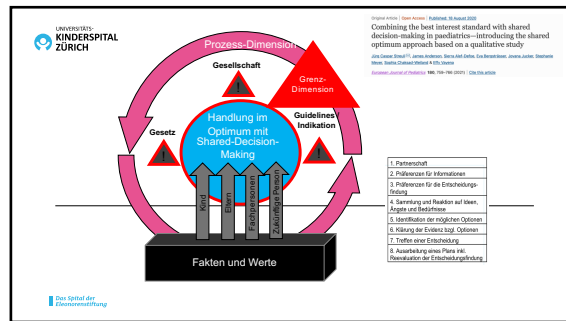 UNIVERSITÄTS-
KINDERSPITAL
ZÜRICH
Original Article | Open Access | Published: 18 August 2020
Combining the best interest standard with shared
decision-making in paediatrics—introducing the shared
optimum approach based on a qualitative study
European Journal of Pediatrics 180, 759–766 (2021) | Cite this article
Prozess-Dimension
Gesellschaft
Grenz-
Dimension
Gesetz
Guidelines /
Indikation
Handlung im
Optimum mit
Shared-Decision-
Making
Kind
Eltern
Fachpersonen
Zukünftige Person
Fakten und Werte
1. Partnerschaft
2. Präferenzen für Informationen
3. Präferenzen für die Entscheidungs-
findung
4. Sammlung und Reaktion auf Ideen,
Ängste und Bedürfnisse
5. Identifikation der möglichen Optionen
6. Klärung der Evidenz bzgl. Optionen
7. Treffen einer Entscheidung
8. Ausarbeitung eines Plans inkl.
Reevaluation der Entscheidungsfindung
Das Spital der
Eleonorenstiftung